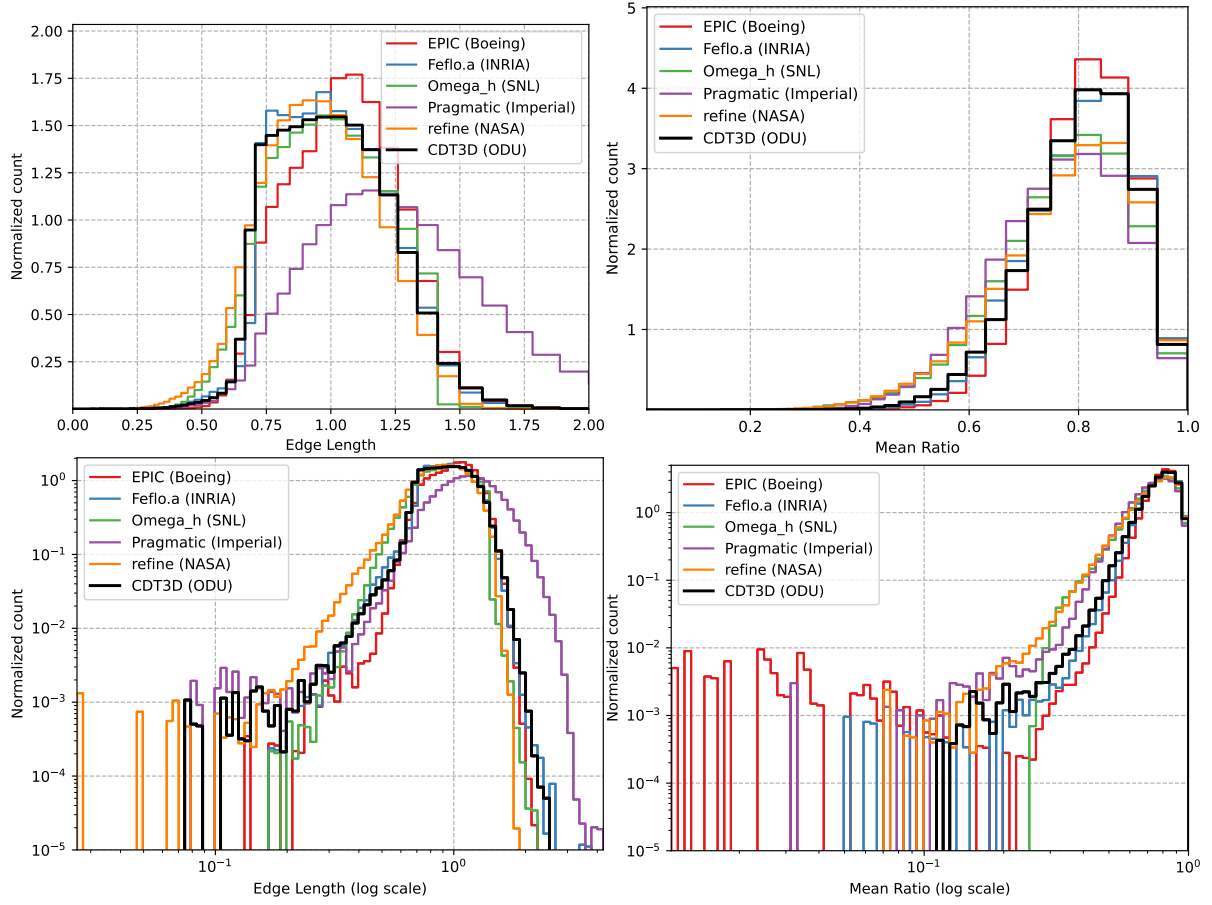 2.00
1.75
1.50
1.25
1.00
0.75
0.50
0.25
Normalized count
EPIC (Boeing)
Feflo.a (INRIA)
Omega_h (SNL)
Pragmatic (Imperial)
refine (NASA)
CDT3D (ODU)
0.00 0.25 0.50 0.75 1.00 1.25 1.50 1.75 2.00
Edge Length
5
4
3
2
1
Normalized count
EPIC (Boeing)
Feflo.a (INRIA)
Omega_h (SNL)
Pragmatic (Imperial)
refine (NASA)
CDT3D (ODU)
0.2 0.4 0.6 0.8 1.0
Mean Ratio
10⁰
10⁻¹
10⁻²
10⁻³
10⁻⁴
10⁻⁵
Normalized count
EPIC (Boeing)
Feflo.a (INRIA)
Omega_h (SNL)
Pragmatic (Imperial)
refine (NASA)
CDT3D (ODU)
10⁻¹ 10⁰
Edge Length (log scale)
10⁰
10⁻¹
10⁻²
10⁻³
10⁻⁴
10⁻⁵
Normalized count
EPIC (Boeing)
Feflo.a (INRIA)
Omega_h (SNL)
Pragmatic (Imperial)
refine (NASA)
CDT3D (ODU)
10⁻¹ 10⁰
Mean Ratio (log scale)